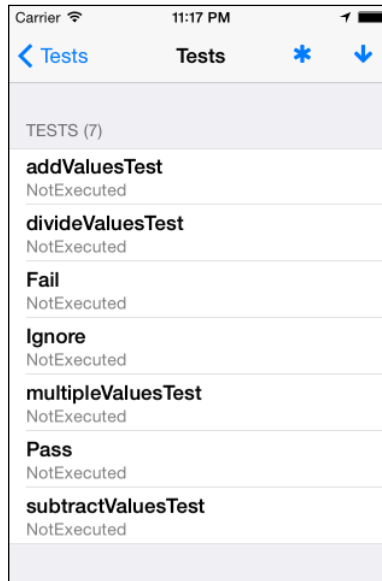 Carrier 11:17 PM
Tests Tests
TESTS (7)
addValuesTest
NotExecuted
divideValuesTest
NotExecuted
Fail
NotExecuted
Ignore
NotExecuted
multipleValuesTest
NotExecuted
Pass
NotExecuted
subtractValuesTest
NotExecuted